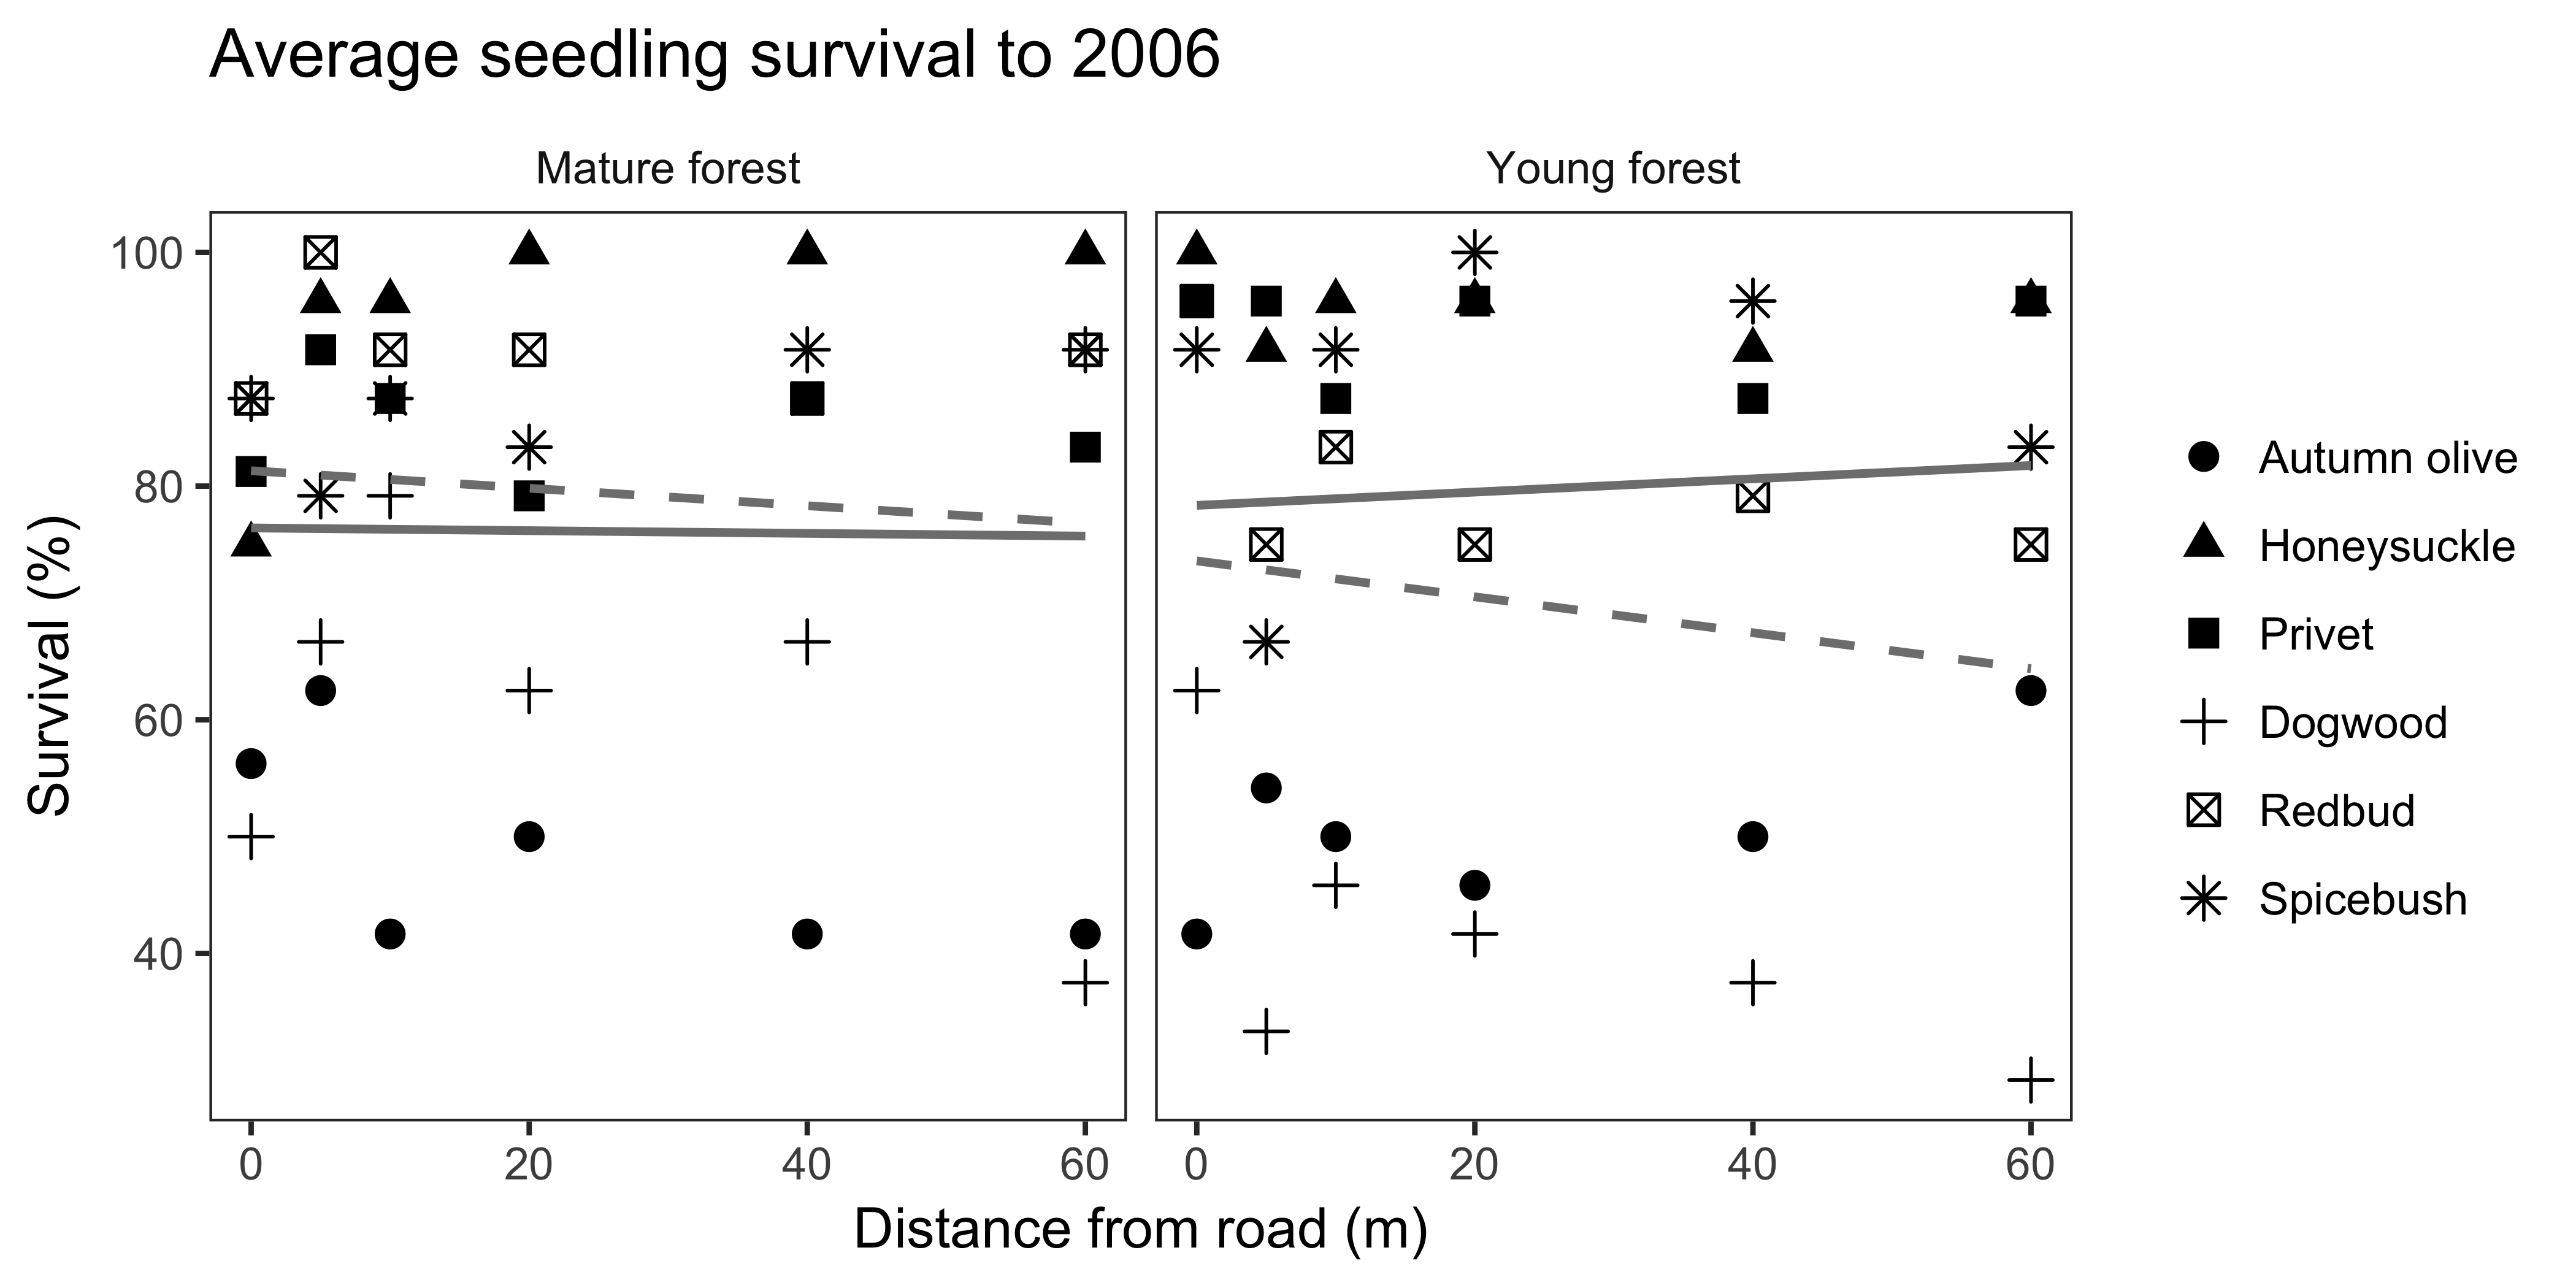 Average seedling survival to 2006
Mature forest
Young forest
Survival (%)
100
80
60
40
0 20 40 60
0 20 40 60
Distance from road (m)
Autumn olive
Honeysuckle
Privet
Dogwood
Redbud
Spicebush